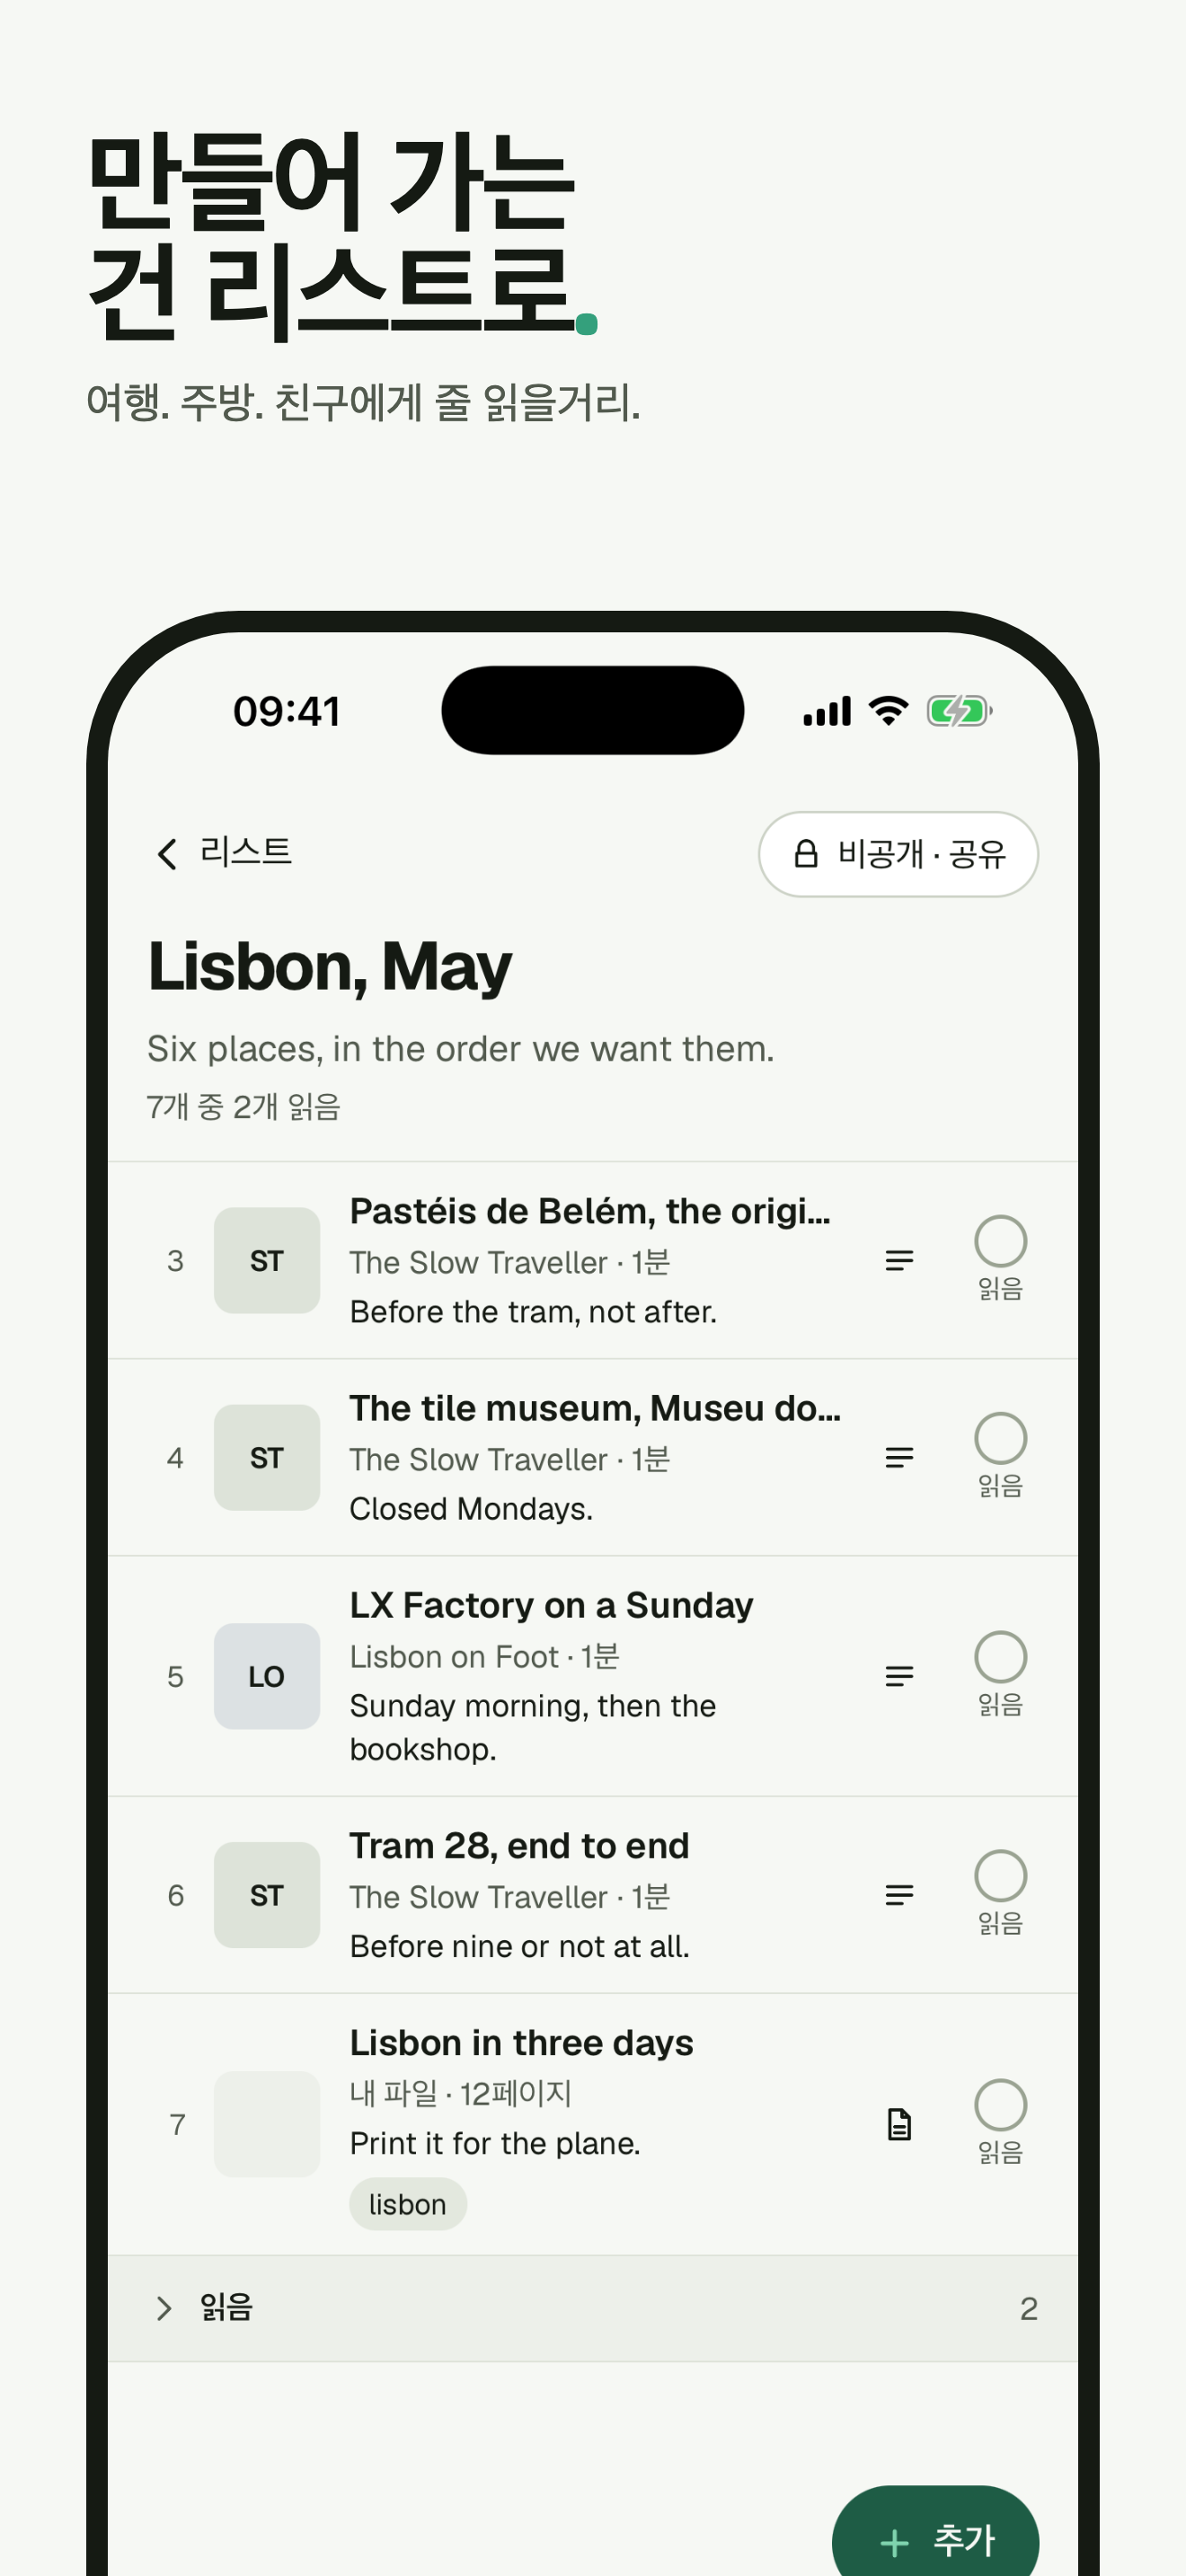 만들어 가는
건 리스트로.
여행. 주방. 친구에게 줄 읽을거리.
09:41
리스트
비공개 · 공유
Lisbon, May
Six places, in the order we want them.
7개 중 2개 읽음
3
ST
Pastéis de Belém, the origi...
The Slow Traveller · 1분
Before the tram, not after.
읽음
4
ST
The tile museum, Museu do...
The Slow Traveller · 1분
Closed Mondays.
읽음
5
LO
LX Factory on a Sunday
Lisbon on Foot · 1분
Sunday morning, then the
bookshop.
읽음
6
ST
Tram 28, end to end
The Slow Traveller · 1분
Before nine or not at all.
읽음
7
Lisbon in three days
내 파일 · 12페이지
Print it for the plane.
lisbon
읽음
읽음
2
+ 추가